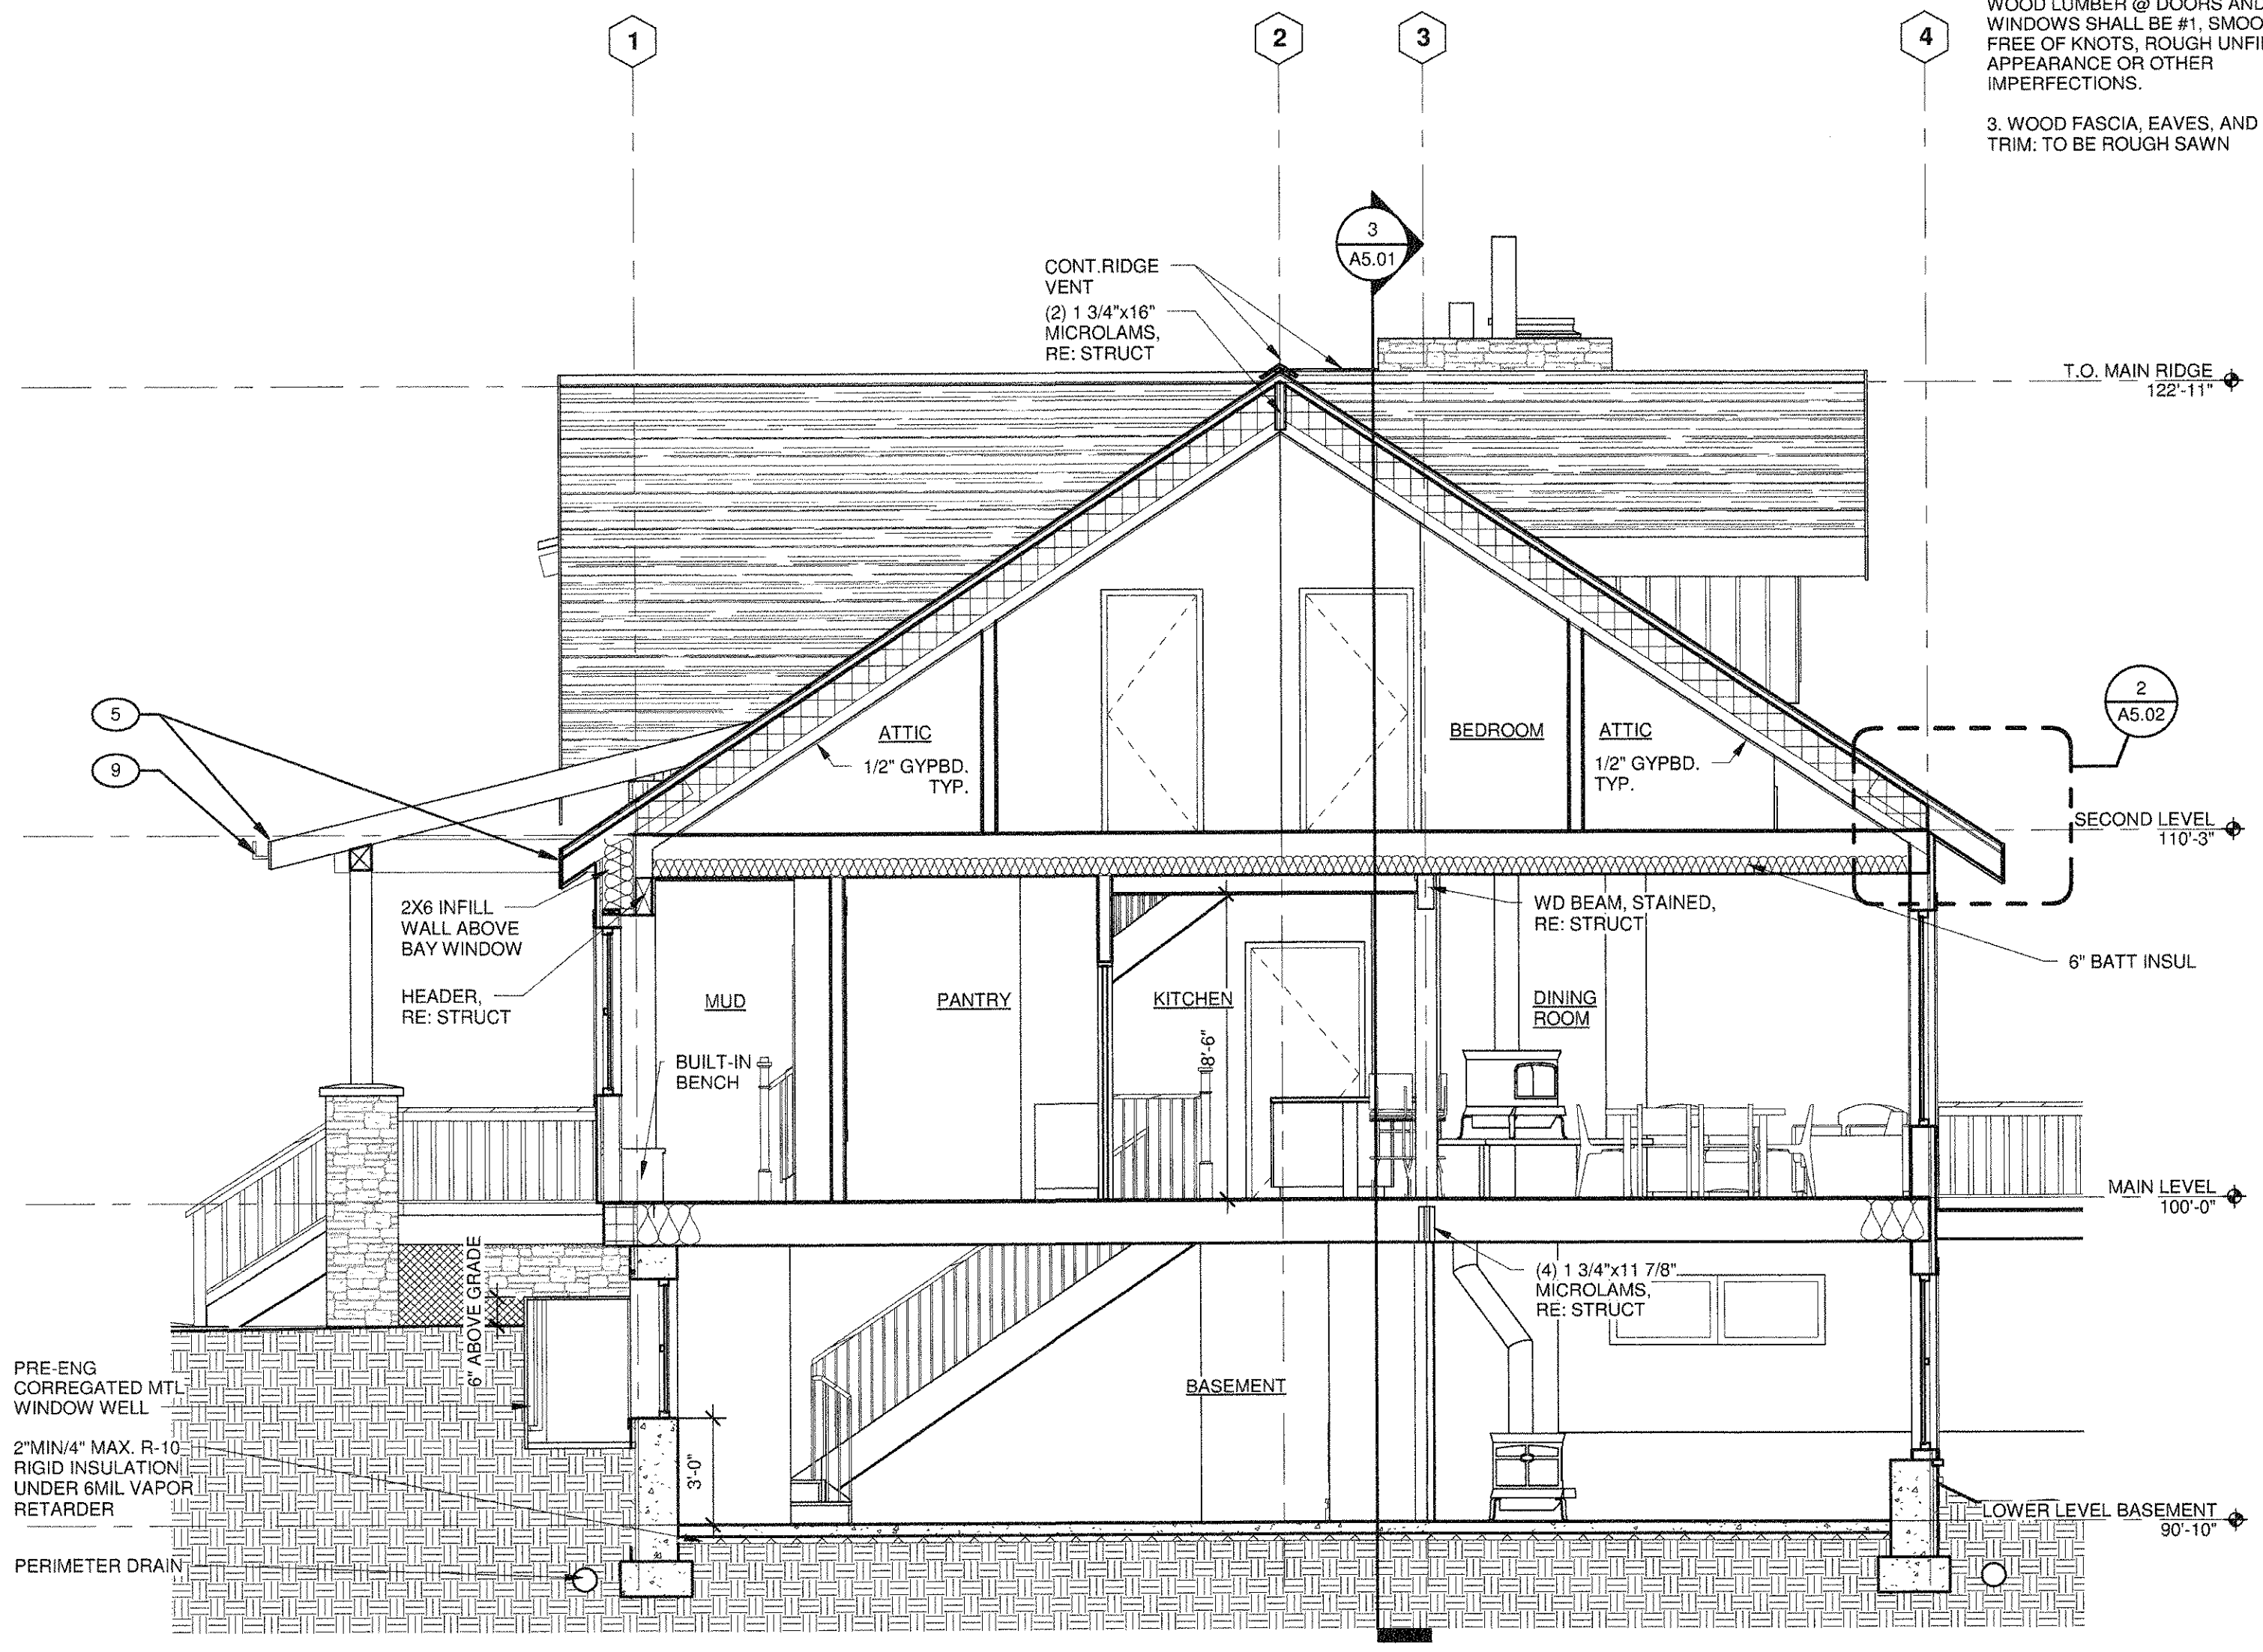 1
2
3
4
WOOD LUMBER @ DOORS AND
WINDOWS SHALL BE #1,
FREE OF KNOTS, ROUGH
APPEARANCE OR OTHER
IMPERFECTIONS.
3. WOOD FASCIA, EAVES, AND
TRIM: TO BE ROUGH SAWN
3
A5.01
CONT.RIDGE
VENT
(2) 1 3/4"x16"
MICROLAMS,
RE: STRUCT
T.O. MAIN RIDGE
122'-11"
5
9
2
A5.02
ATTIC
1/2" GYPBD.
TYP.
BEDROOM
ATTIC
1/2" GYPBD.
TYP.
SECOND LEVEL
110'-3"
2X6 INFILL
WALL ABOVE
BAY WINDOW
HEADER,
RE: STRUCT
WD BEAM, STAINED,
RE: STRUCT
6" BATT INSUL
MUD
PANTRY
KITCHEN
DINING
ROOM
8'-6"
BUILT-IN
BENCH
MAIN LEVEL
100'-0"
6" ABOVE GRADE
(4) 1 3/4"x11 7/8"
MICROLAMS,
RE: STRUCT
PRE-ENG
CORREGATED MTL
WINDOW WELL
BASEMENT
2"MIN/4" MAX. R-10
RIGID INSULATION
UNDER 6MIL VAPOR
RETARDER
3'-0"
LOWER LEVEL BASEMENT
90'-10"
PERIMETER DRAIN